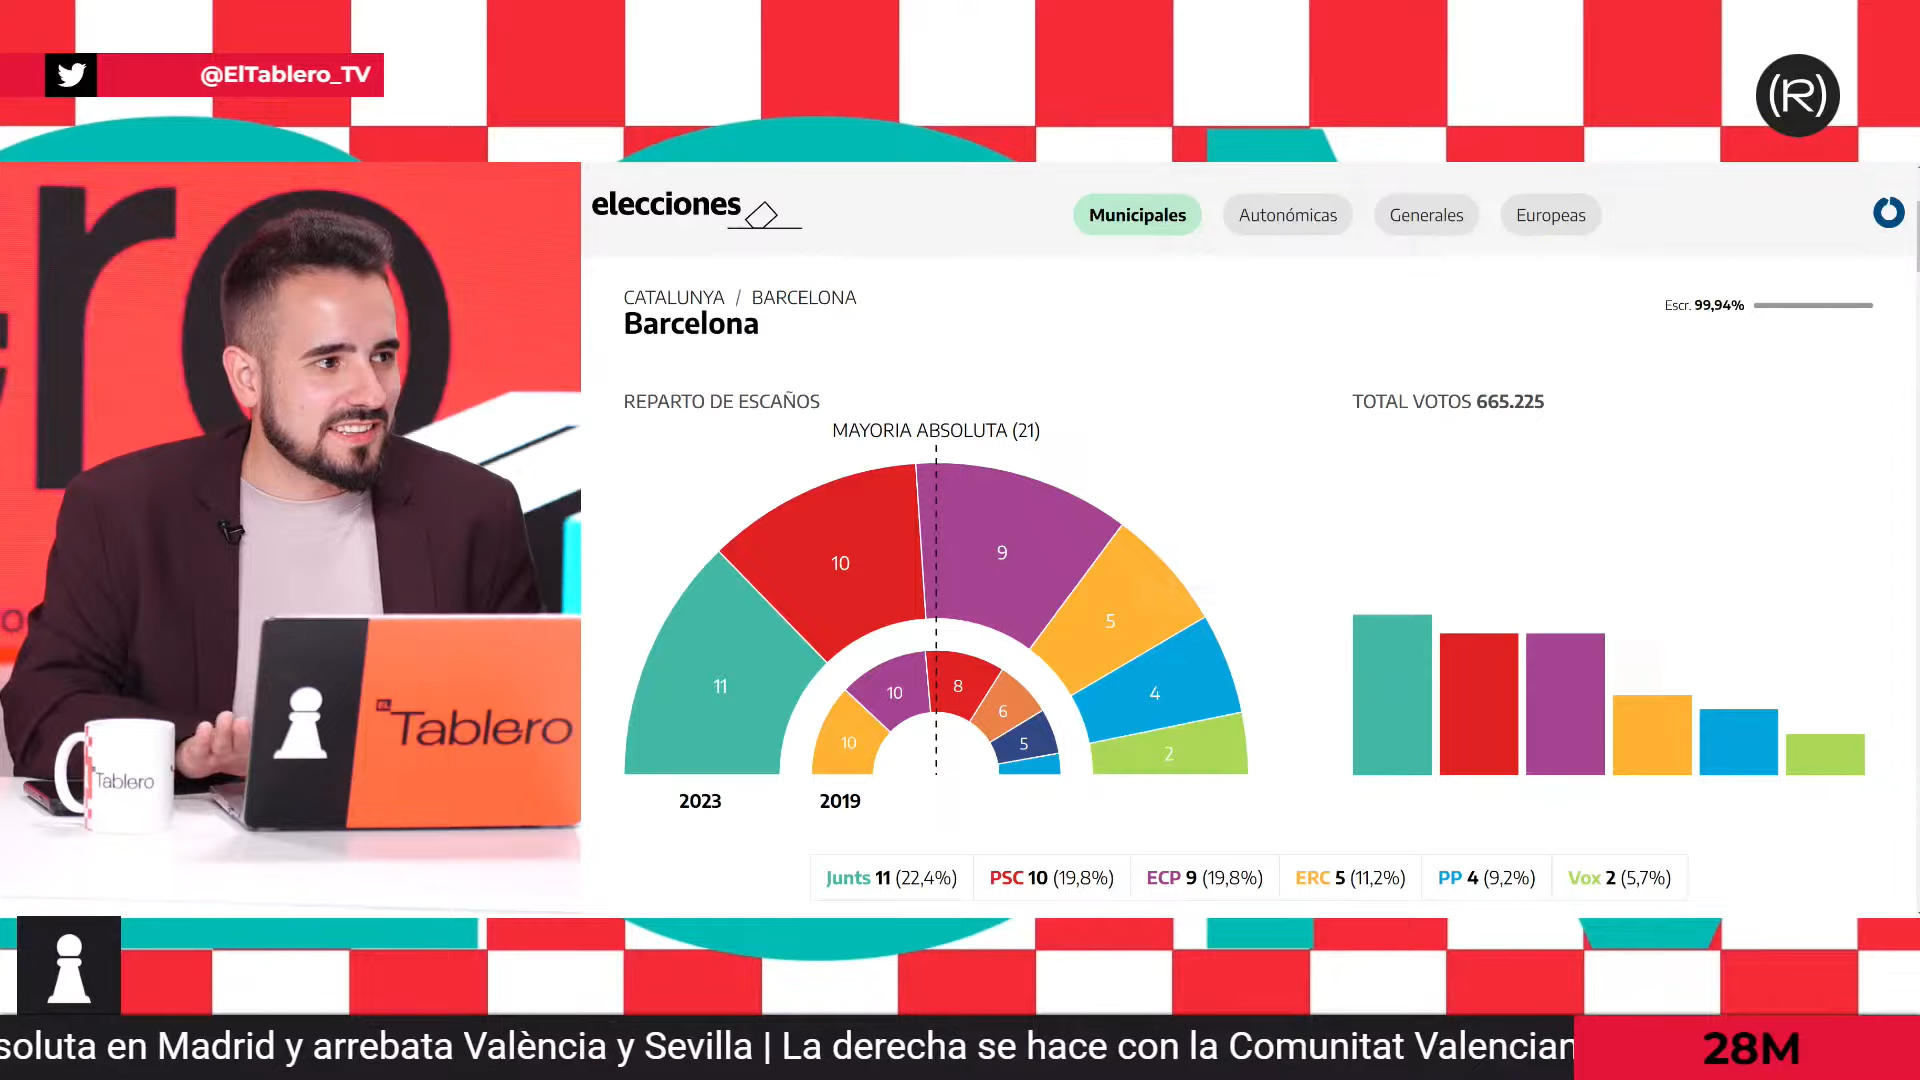 @ElTablero_TV
(R)
ro
elecciones
Municipales
Autonómicas
Generales
Europeas
CATALUNYA / BARCELONA
Barcelona
Escr. 99,94%
REPARTO DE ESCAÑOS
TOTAL VOTOS 665.225
MAYORIA ABSOLUTA (21)
11
10
9
5
4
2
10
10
8
6
5
2023
2019
Junts 11 (22,4%)
PSC 10 (19,8%)
ECP 9 (19,8%)
ERC 5 (11,2%)
PP 4 (9,2%)
Vox 2 (5,7%)
EL
Tablero
Tablero
soluta en Madrid y arrebata València y Sevilla | La derecha se hace con la Comunitat Valencian
28M